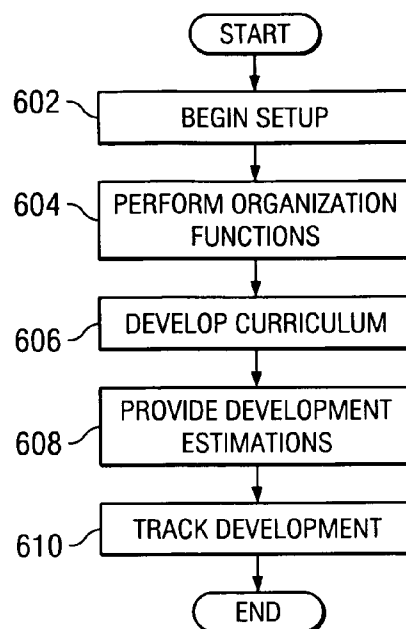 START
602
BEGIN SETUP
604
PERFORM ORGANIZATION
FUNCTIONS
606
DEVELOP CURRICULUM
608
PROVIDE DEVELOPMENT
ESTIMATIONS
610
TRACK DEVELOPMENT
END